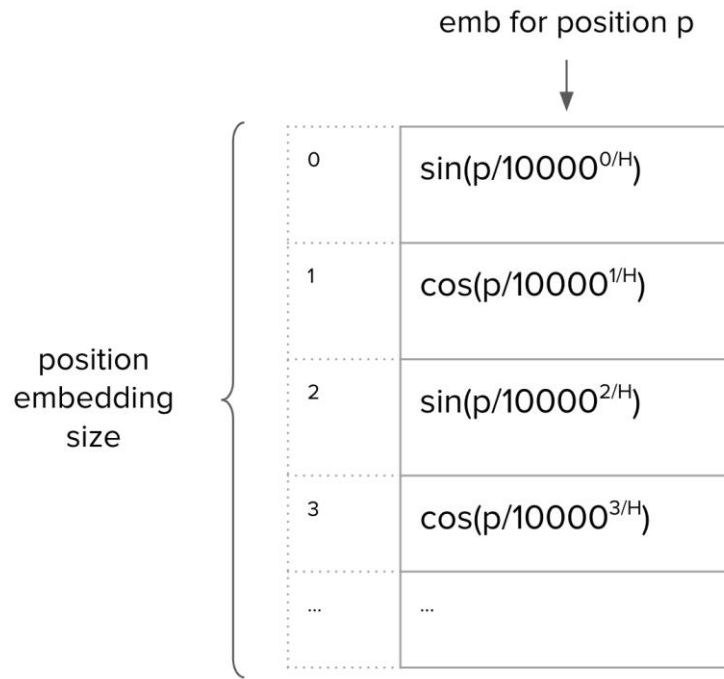 emb for position p
0 sin(p/10000^0/H)
1 cos(p/10000^1/H)
position
embedding
size
2 sin(p/10000^2/H)
3 cos(p/10000^3/H)
... ...